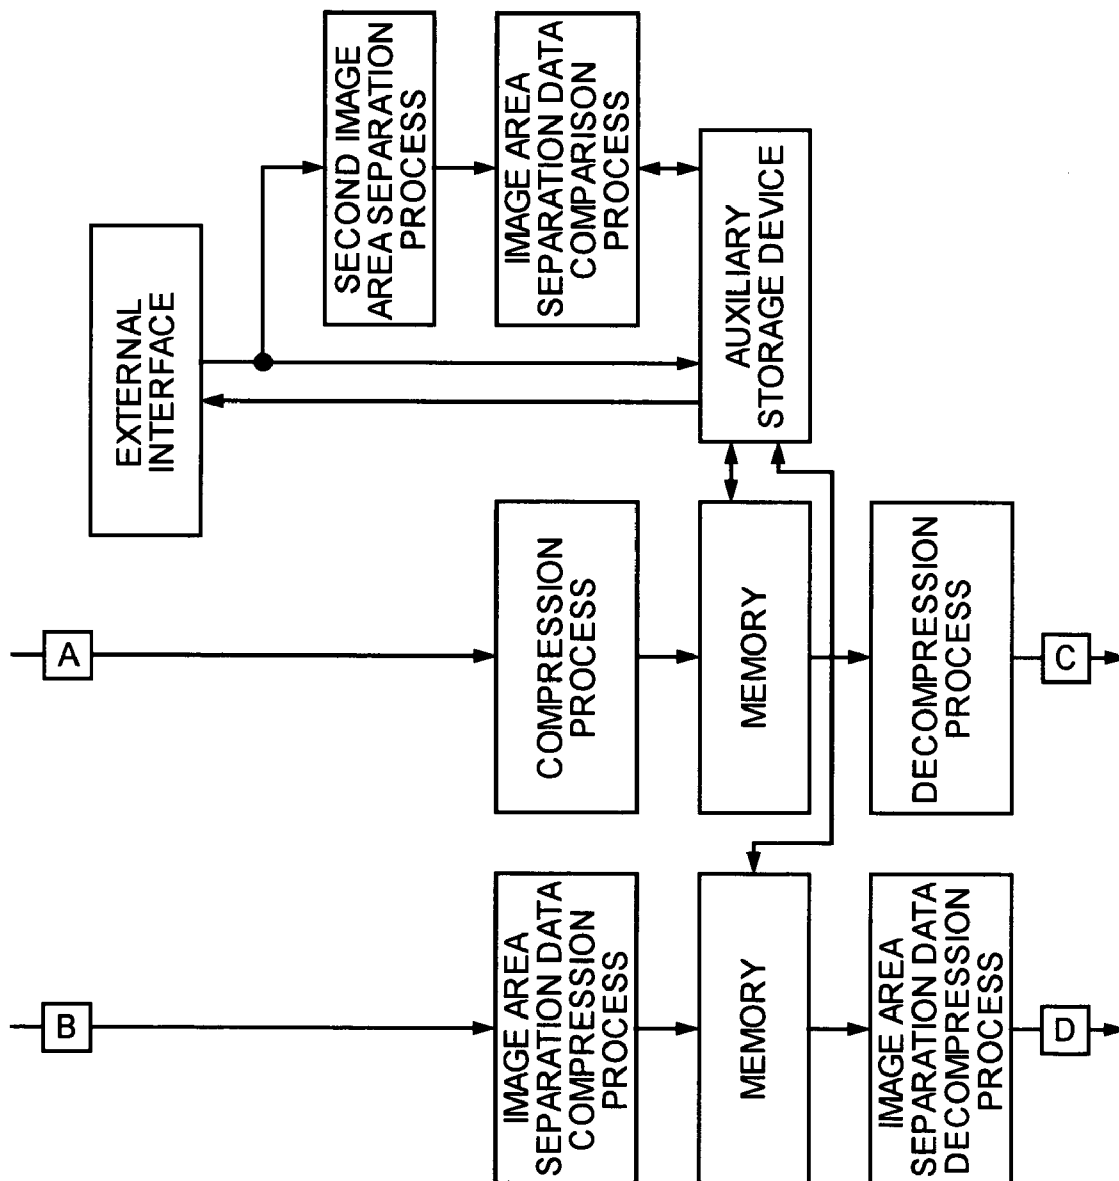 EXTERNAL
INTERFACE
SECOND IMAGE
AREA SEPARATION
PROCESS
IMAGE AREA
SEPARATION DATA
COMPARISON
PROCESS
AUXILIARY
STORAGE DEVICE
A
COMPRESSION
PROCESS
MEMORY
DECOMPRESSION
PROCESS
C
B
IMAGE AREA
SEPARATION DATA
COMPRESSION
PROCESS
MEMORY
IMAGE AREA
SEPARATION DATA
DECOMPRESSION
PROCESS
D